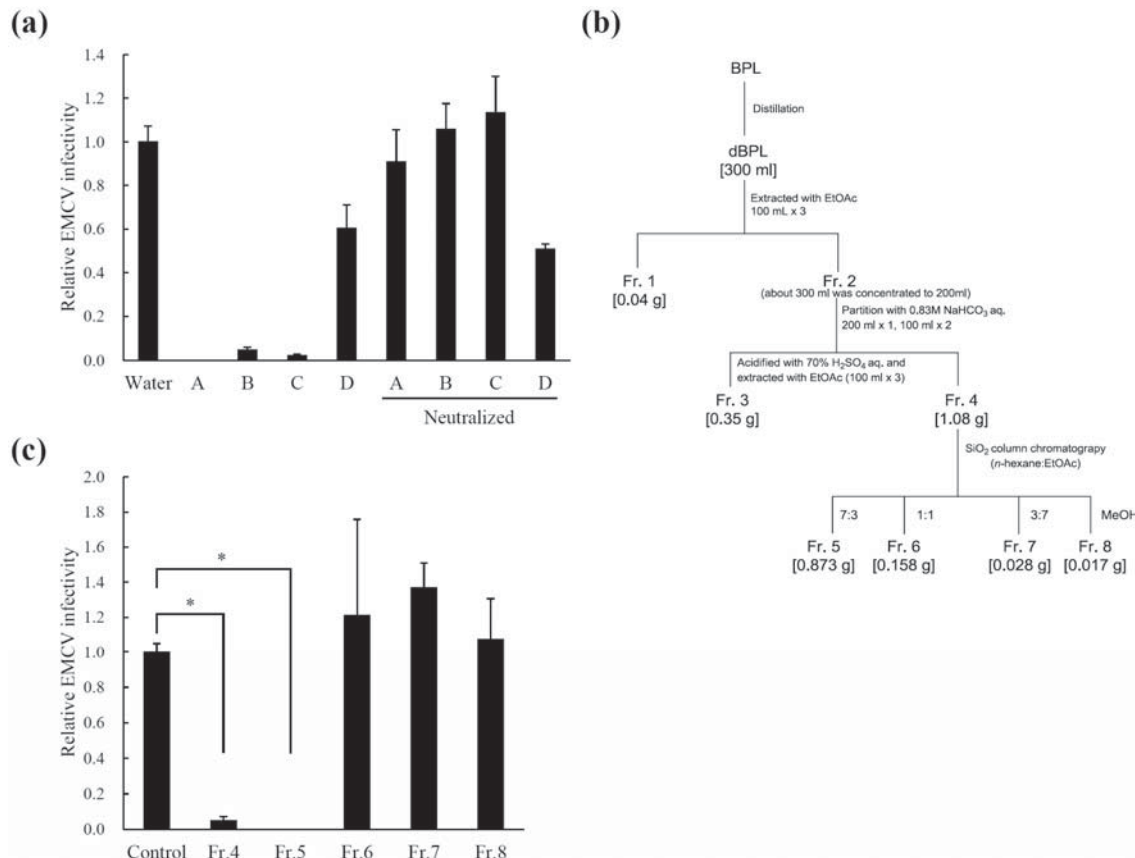 (a)
Relative EMCV infectivity
1.4
1.2
1.0
0.8
0.6
0.4
0.2
0.0
Water A B C D A B C D
Neutralized
(b)
BPL
Distillation
dBPL
[300 ml]
Extracted with EtOAc
100 mL x 3
Fr. 1
[0.04 g]
Fr. 2
(about 300 ml was concentrated to 200ml)
Partition with 0.83M NaHCO₃ aq.
200 ml x 1, 100 ml x 2
Acidified with 70% H₂SO₄ aq. and
extracted with EtOAc (100 ml x 3)
Fr. 3
[0.35 g]
Fr. 4
[1.08 g]
SiO₂ column chromatograpy
(n-hexane:EtOAc)
7:3 1:1 3:7 MeOH
Fr. 5 Fr. 6 Fr. 7 Fr. 8
[0.873 g] [0.158 g] [0.028 g] [0.017 g]
(c)
Relative EMCV infectivity
2.0
1.8
1.6
1.4
1.2
1.0
0.8
0.6
0.4
0.2
0.0
*
*
Control Fr.4 Fr.5 Fr.6 Fr.7 Fr.8